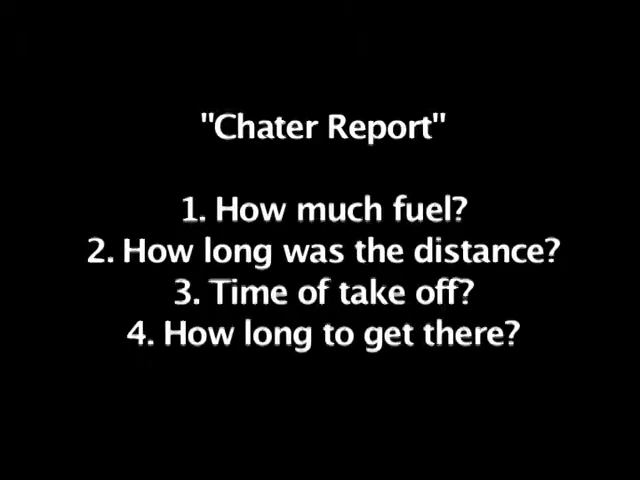 "Chater Report"
1. How much fuel?
2. How long was the distance?
3. Time of take off?
4. How long to get there?